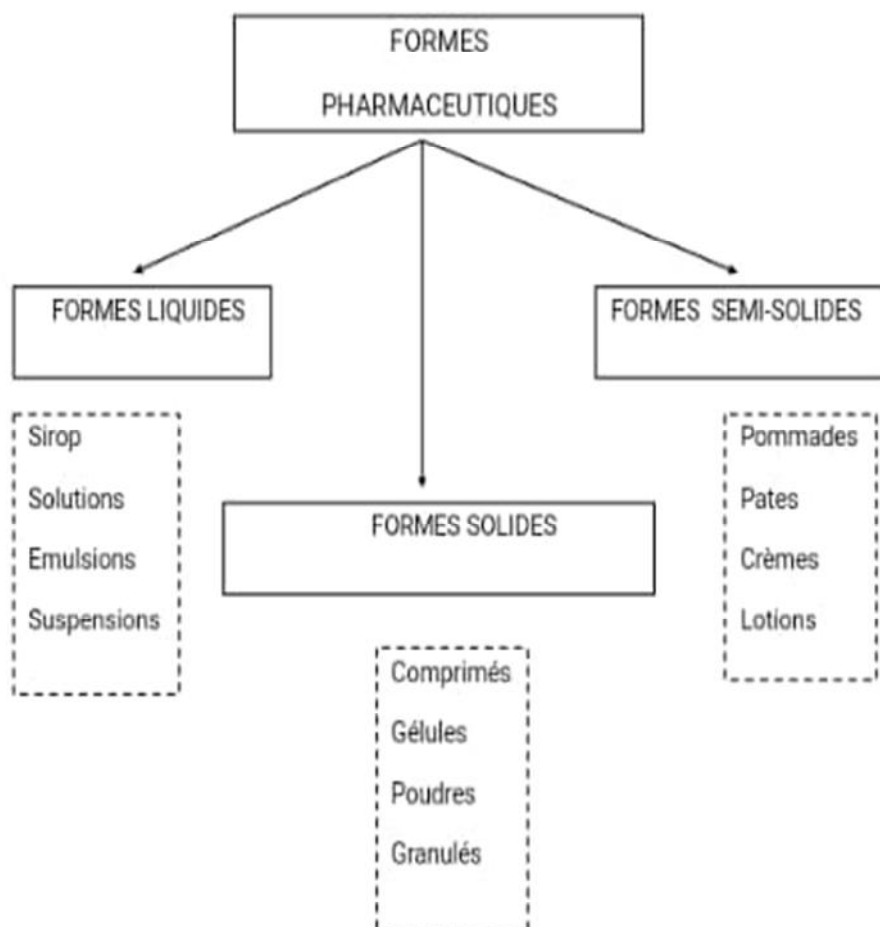 FORMES
PHARMACEUTIQUES
FORMES LIQUIDES
FORMES SEMI-SOLIDES
Sirop
Solutions
Emulsions
Suspensions
Pommades
Pates
Crèmes
Lotions
FORMES SOLIDES
Comprimés
Gélules
Poudres
Granulés